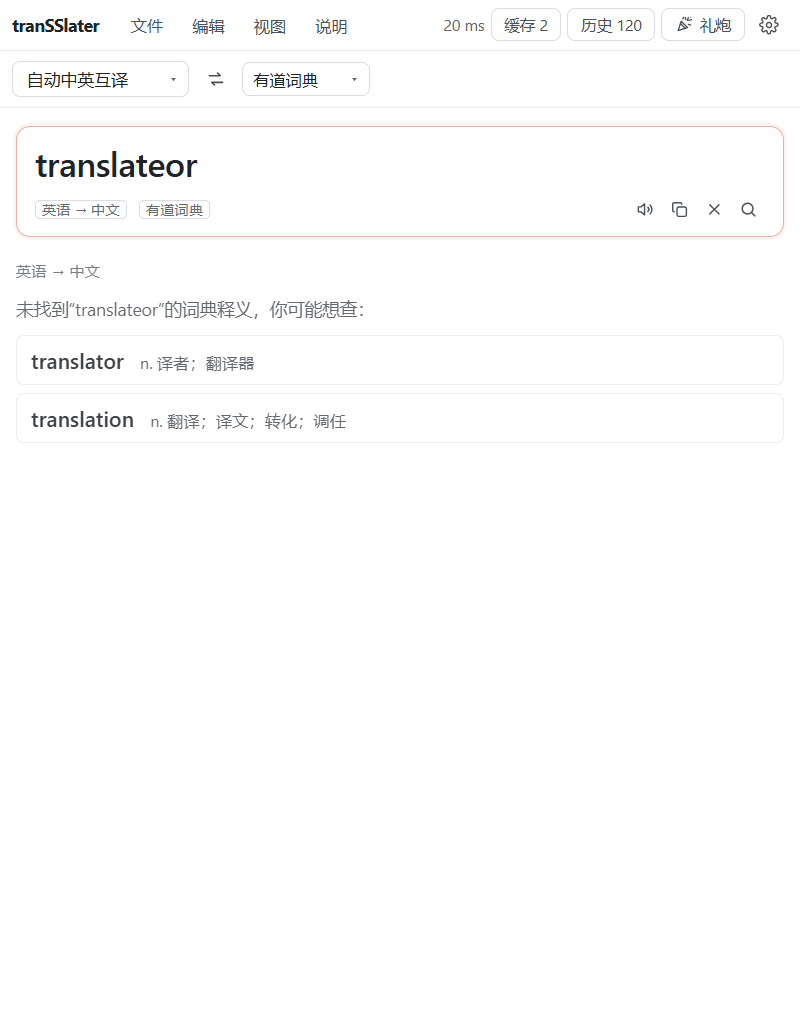 tranSSlater 文件 编辑 视图 说明 20 ms 缓存 2 历史 120 礼炮
自动中英互译 有道词典
translateor
英语 → 中文 有道词典
英语 → 中文
未找到“translateor”的词典释义，你可能想查：
translator n. 译者；翻译器
translation n. 翻译；译文；转化；调任